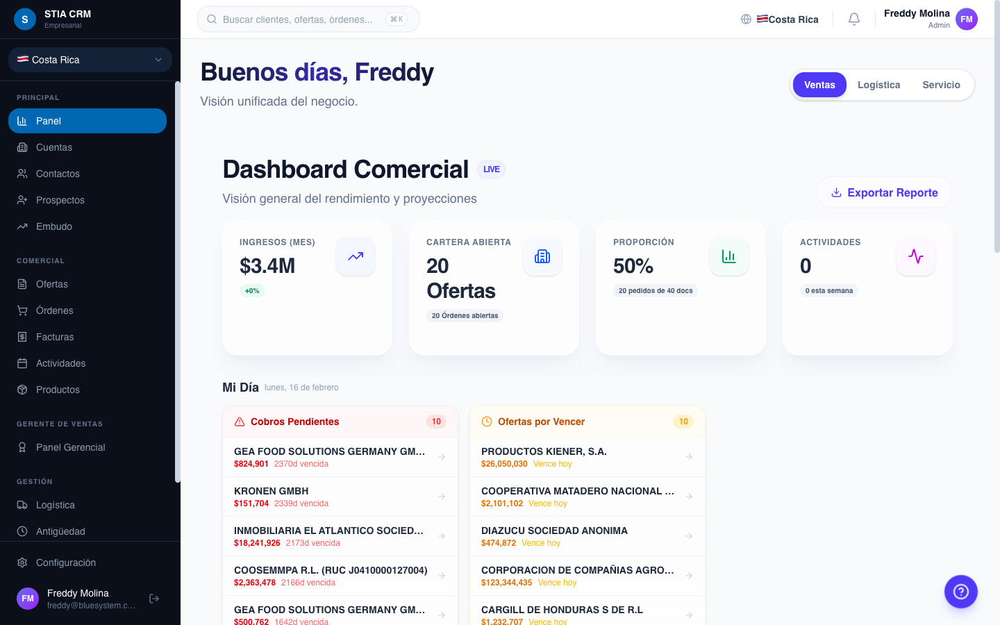 STIA CRM
Empresarial
Costa Rica
PRINCIPAL
Panel
Cuentas
Contactos
Prospectos
Embudo
COMERCIAL
Ofertas
Órdenes
Facturas
Actividades
Productos
GERENTE DE VENTAS
Panel Gerencial
GESTIÓN
Logística
Antigüedad
Configuración
FM
Freddy Molina
freddy@bluesystem.c...
Buscar clientes, ofertas, órdenes...
⌘K
Costa Rica
Freddy Molina
Admin
FM
Buenos días, Freddy
Visión unificada del negocio.
Ventas
Logística
Servicio
Dashboard Comercial
LIVE
Visión general del rendimiento y proyecciones
Exportar Reporte
INGRESOS (MES)
$3.4M
+0%
CARTERA ABIERTA
20
Ofertas
20 Órdenes abiertas
PROPORCIÓN
50%
20 pedidos de 40 docs
ACTIVIDADES
0
0 esta semana
Mi Día lunes, 16 de febrero
Cobros Pendientes
10
GEA FOOD SOLUTIONS GERMANY GM...
$824,901 2370d vencida
KRONEN GMBH
$151,704 2339d vencida
INMOBILIARIA EL ATLANTICO SOCIED...
$18,241,926 2173d vencida
COOSEMMPA R.L. (RUC J0410000127004)
$2,363,478 2166d vencida
GEA FOOD SOLUTIONS GERMANY GM...
$500,762 1642d vencida
Ofertas por Vencer
10
PRODUCTOS KIENER, S.A.
$26,050,030 Vence hoy
COOPERATIVA MATADERO NACIONAL ...
$2,101,102 Vence hoy
DIAZUCU SOCIEDAD ANONIMA
$474,872 Vence hoy
CORPORACION DE COMPAÑIAS AGRO...
$123,344,435 Vence hoy
CARGILL DE HONDURAS S DE R.L
$1,232,707 Vence hoy